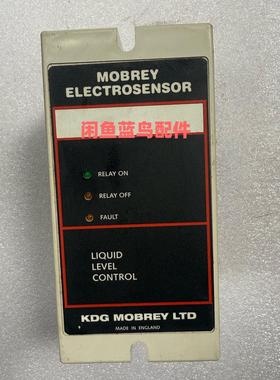 MOBREY
ELECTROSENSOR
闲鱼蓝鸟配件
RELAY ON
RELAY OFF
FAULT
LIQUID
LEVEL
CONTROL
KDG MOBREY LTD
MADE IN ENGLAND